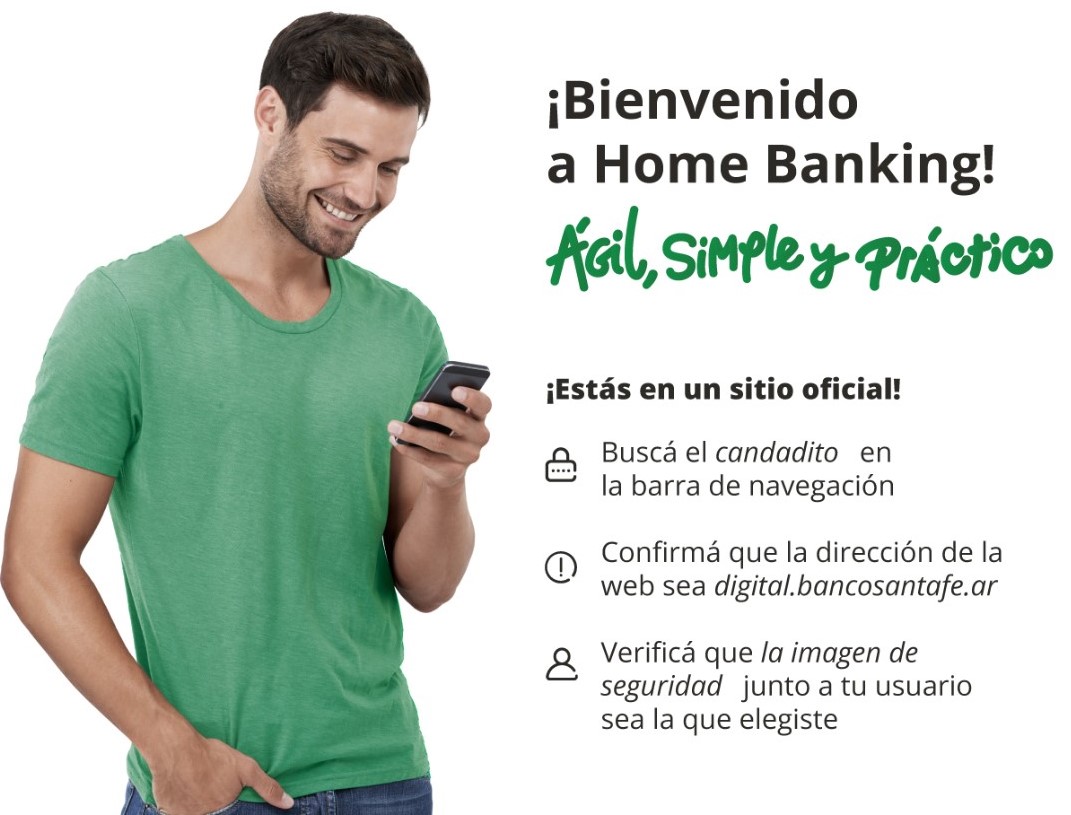 ¡Bienvenido
a Home Banking!
Ágil, Simple y Práctico
¡Estás en un sitio oficial!
Buscá el candadito en
la barra de navegación
Confirmá que la dirección de la
web sea digital.bancosantafe.ar
Verificá que la imagen de
seguridad junto a tu usuario
sea la que elegiste